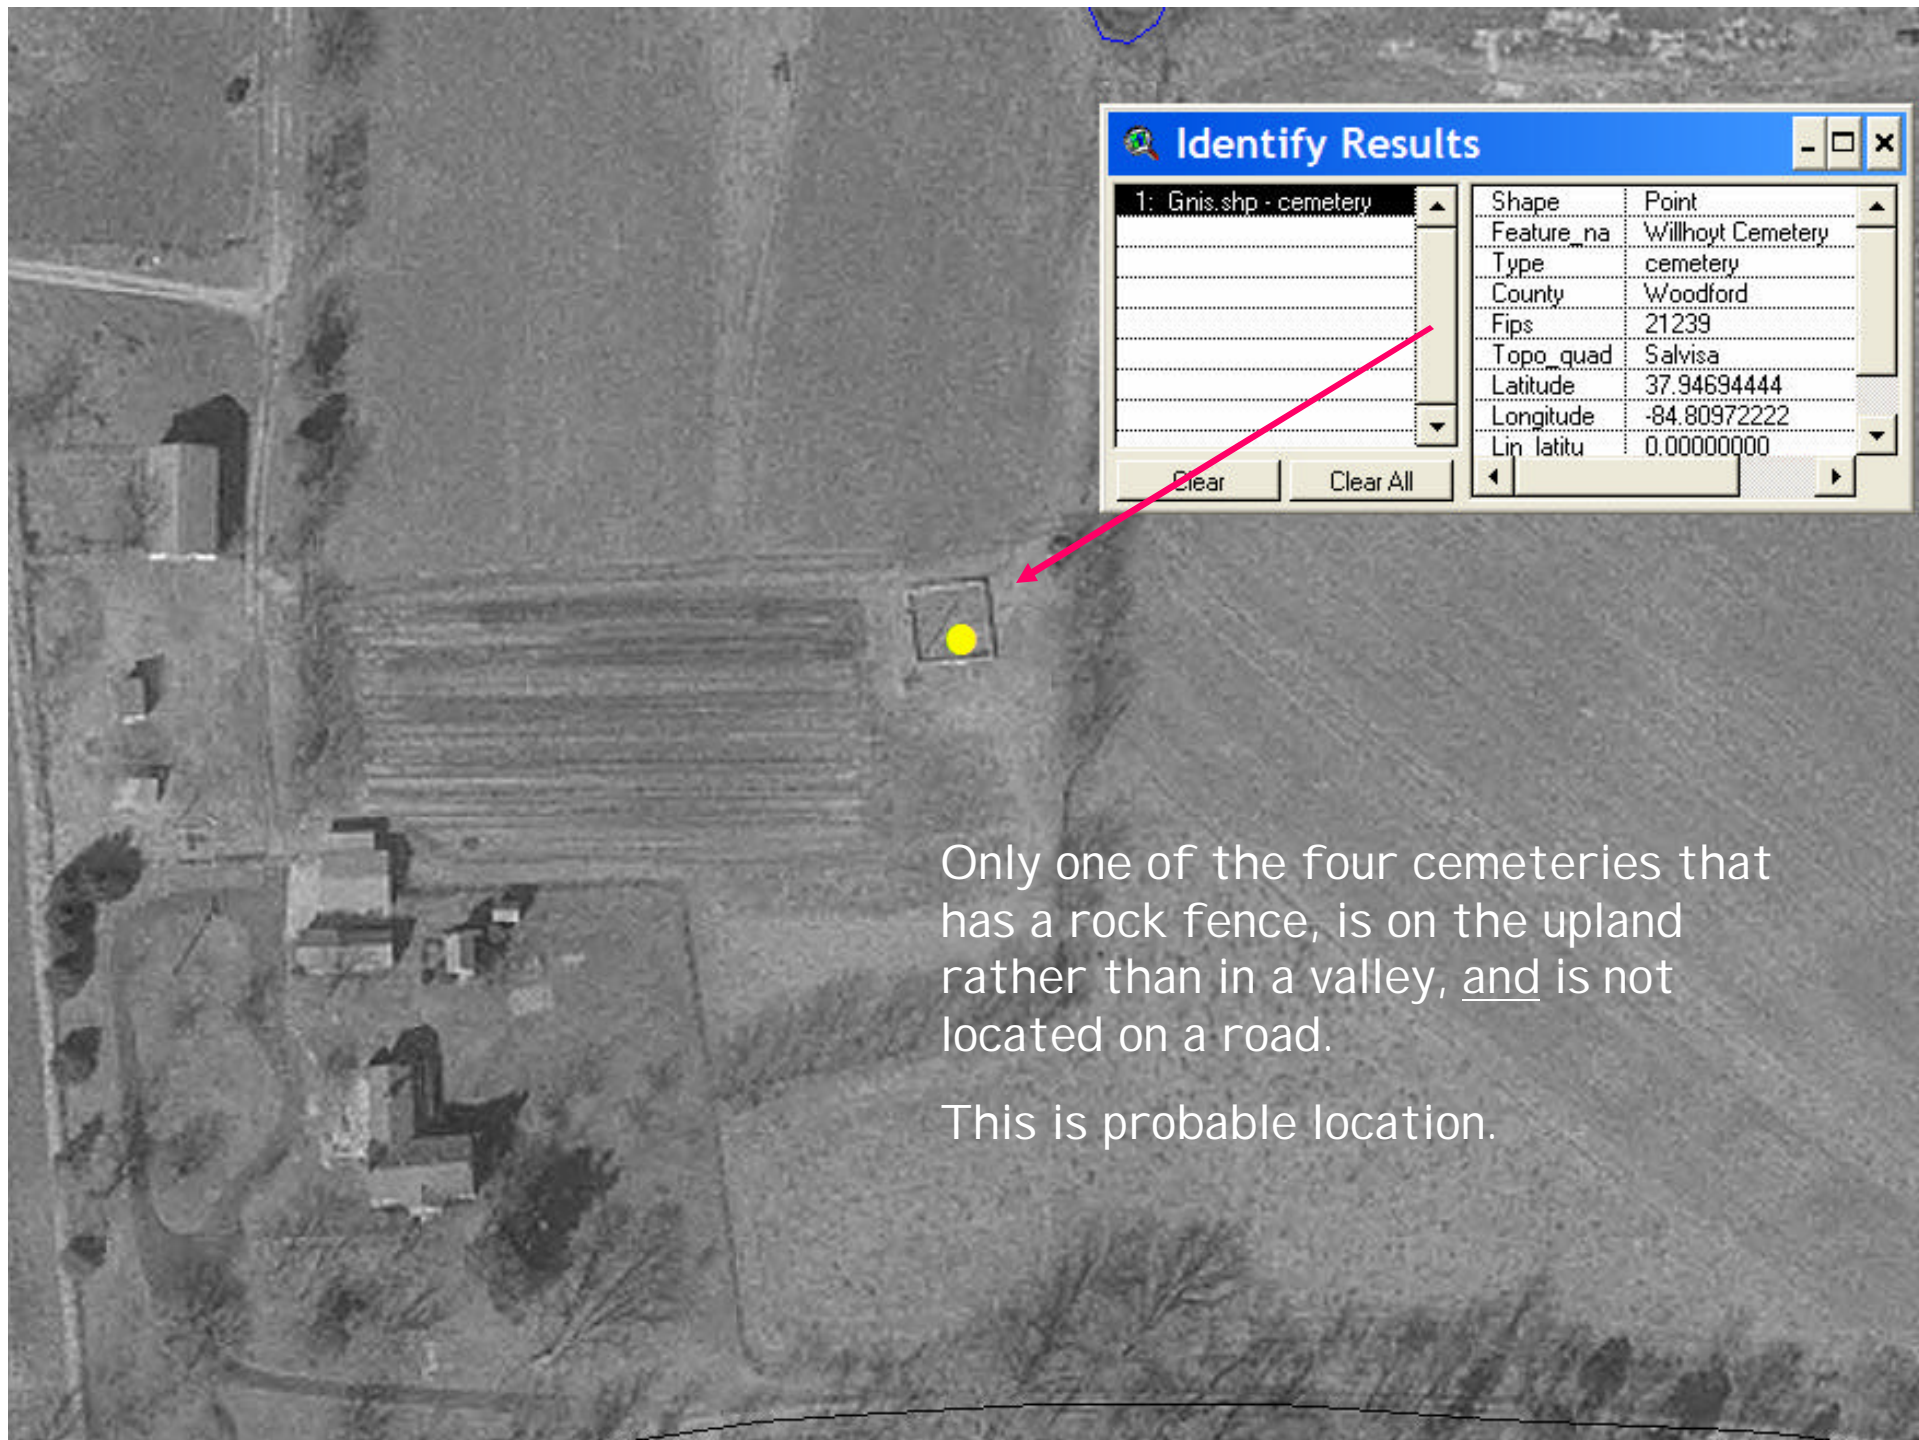 Identify Results
1: Gnis.shp - cemetery
Shape Point
Feature_na Willhoyt Cemetery
Type cemetery
County Woodford
Fips 21239
Topo_quad Salvisa
Latitude 37.94694444
Longitude -84.80972222
Lin_latitu 0.00000000
Clear Clear All
Only one of the four cemeteries that
has a rock fence, is on the upland
rather than in a valley, and is not
located on a road.
This is probable location.